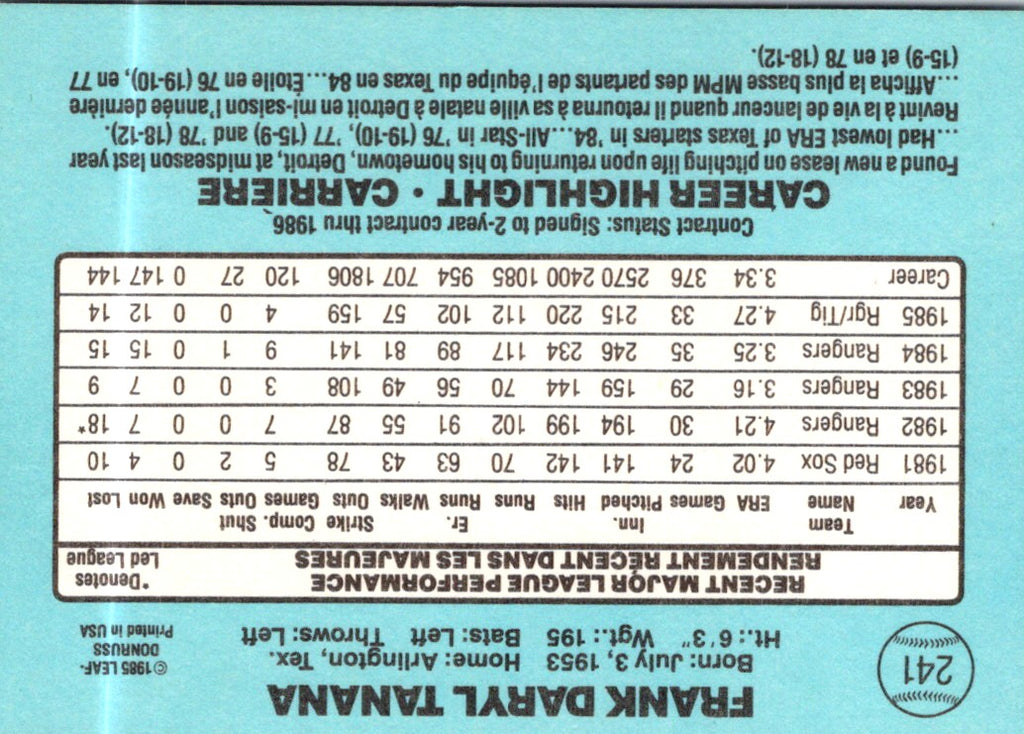 241
FRANK DARYL TANANA
Born: July 3, 1953 Home: Arlington, Tex.
Ht.: 6'3" Wgt.: 195 Bats: Left Throws: Left
©1985 LEAF-
DONRUSS
Printed in USA
RECENT MAJOR LEAGUE PERFORMANCE
RENDEMENT RÉCENT DANS LES MAJEURES
*Denotes
Led League
Year Team Name ERA Games Inn. Pitched Hits Runs Er. Runs Walks Strike Outs Comp. Games Shut Outs Save Won Lost
1981 Red Sox 4.02 24 141 142 70 63 43 78 5 2 0 4 10
1982 Rangers 4.21 30 194 199 102 91 55 87 7 0 0 7 18*
1983 Rangers 3.16 29 159 144 70 56 49 108 3 0 0 7 9
1984 Rangers 3.25 35 246 234 117 89 81 141 9 1 0 15 15
1985 Rgr/Tig 4.27 33 215 220 112 102 57 159 4 0 0 12 14
Career 3.34 376 2570 2400 1085 954 707 1806 120 27 0 147 144
Contract Status: Signed to 2-year contract thru 1986
CAREER HIGHLIGHT • CARRIERE
Found a new lease on pitching life upon returning to his hometown, Detroit, at midseason last year
...Had lowest ERA of Texas starters in '84...All-Star in '76 (19-10), '77 (15-9) and '78 (18-12).
Revint à la vie de lanceur quand il retourna à sa ville natale à Detroit en mi-saison l'année dernière
...Afficha la plus basse MPM des partants de l'équipe du Texas en 84...Étoile en 76 (19-10), en 77
(15-9) et en 78 (18-12).